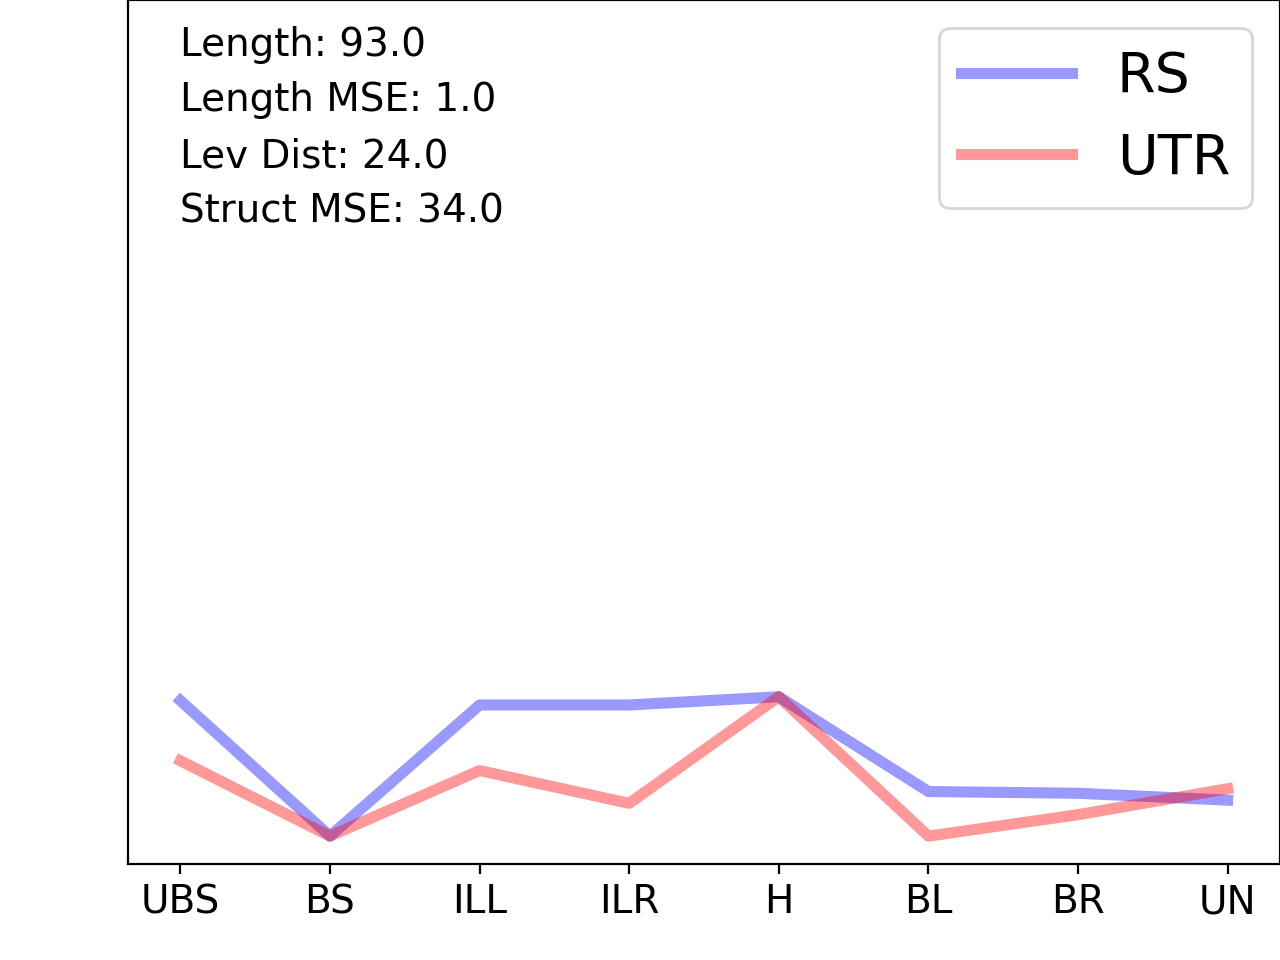 Length: 93.0
Length MSE: 1.0
Lev Dist: 24.0
Struct MSE: 34.0
RS
UTR
UBS BS ILL ILR H BL BR UN